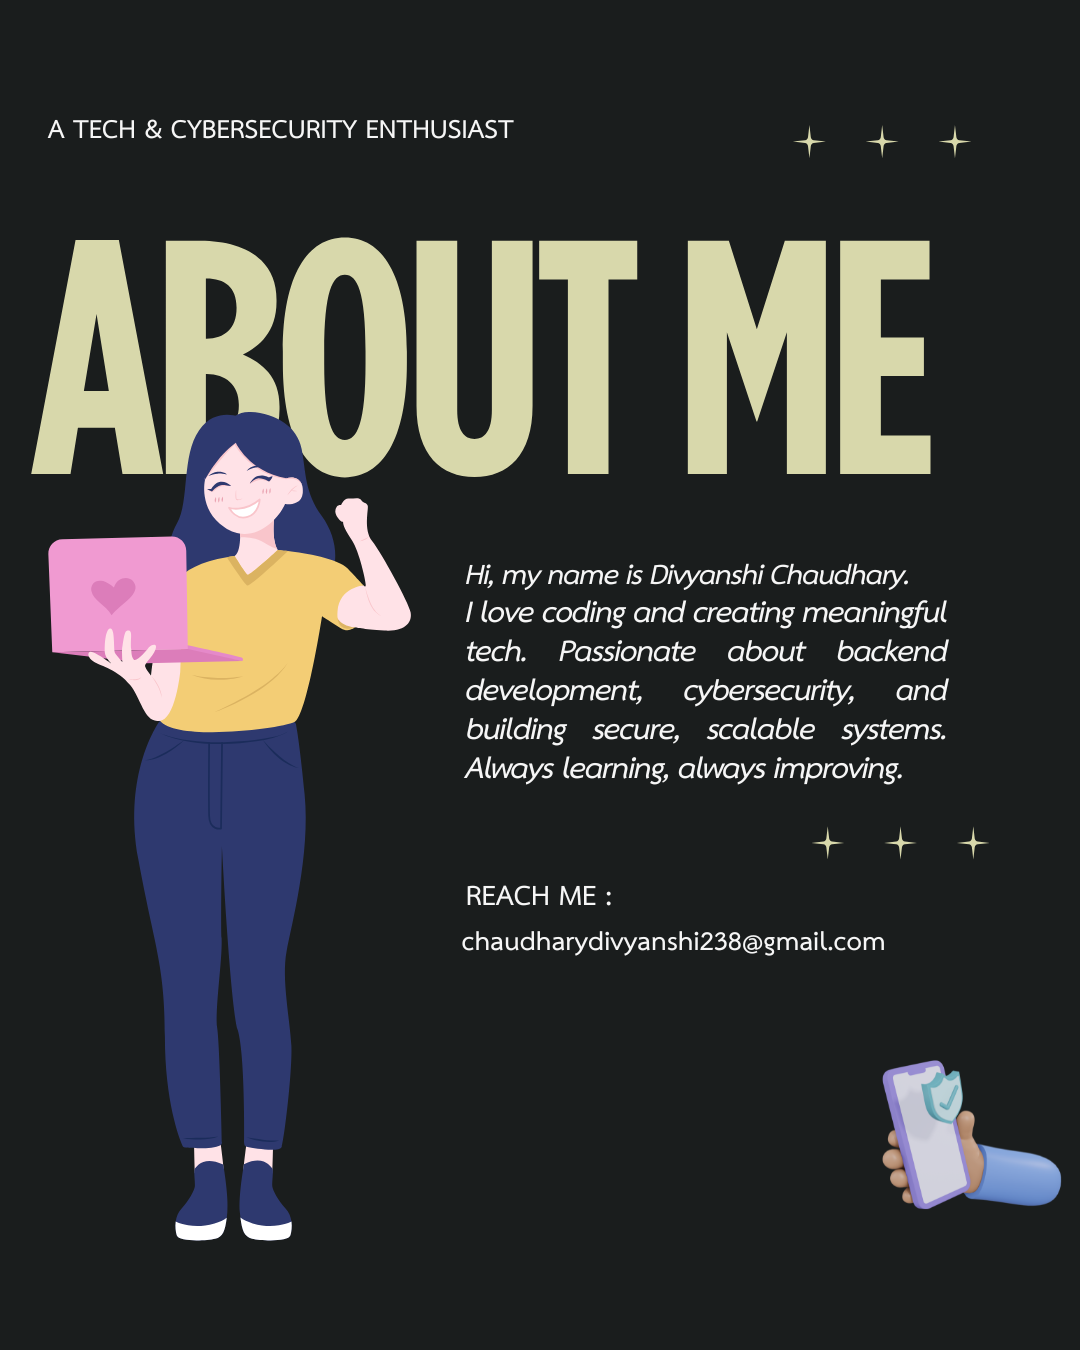 A TECH & CYBERSECURITY ENTHUSIAST
ABOUT ME
Hi, my name is Divyanshi Chaudhary.
I love coding and creating meaningful
tech. Passionate about backend
development, cybersecurity, and
building secure, scalable systems.
Always learning, always improving.
REACH ME :
chaudharydivyanshi238@gmail.com